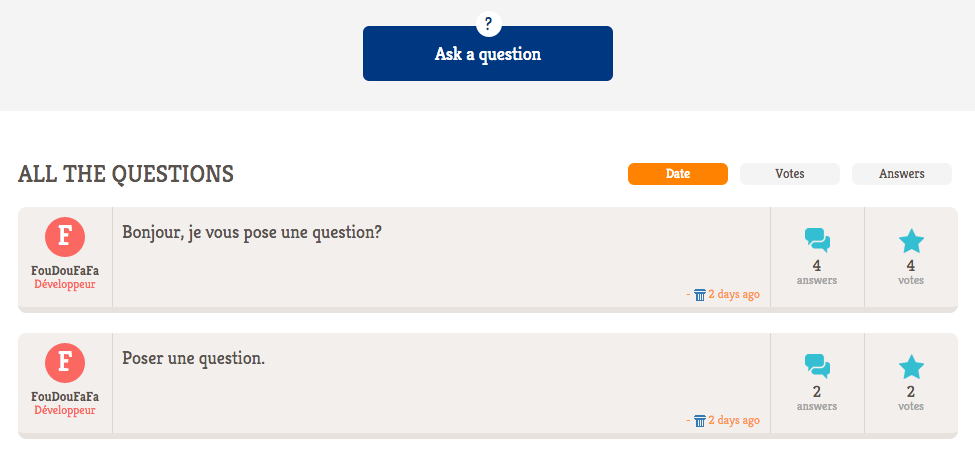 ?
Ask a question
ALL THE QUESTIONS
Date
Votes
Answers
F
FouDouFaFa
Développeur
Bonjour, je vous pose une question?
- 2 days ago
4
answers
4
votes
F
FouDouFaFa
Développeur
Poser une question.
- 2 days ago
2
answers
2
votes